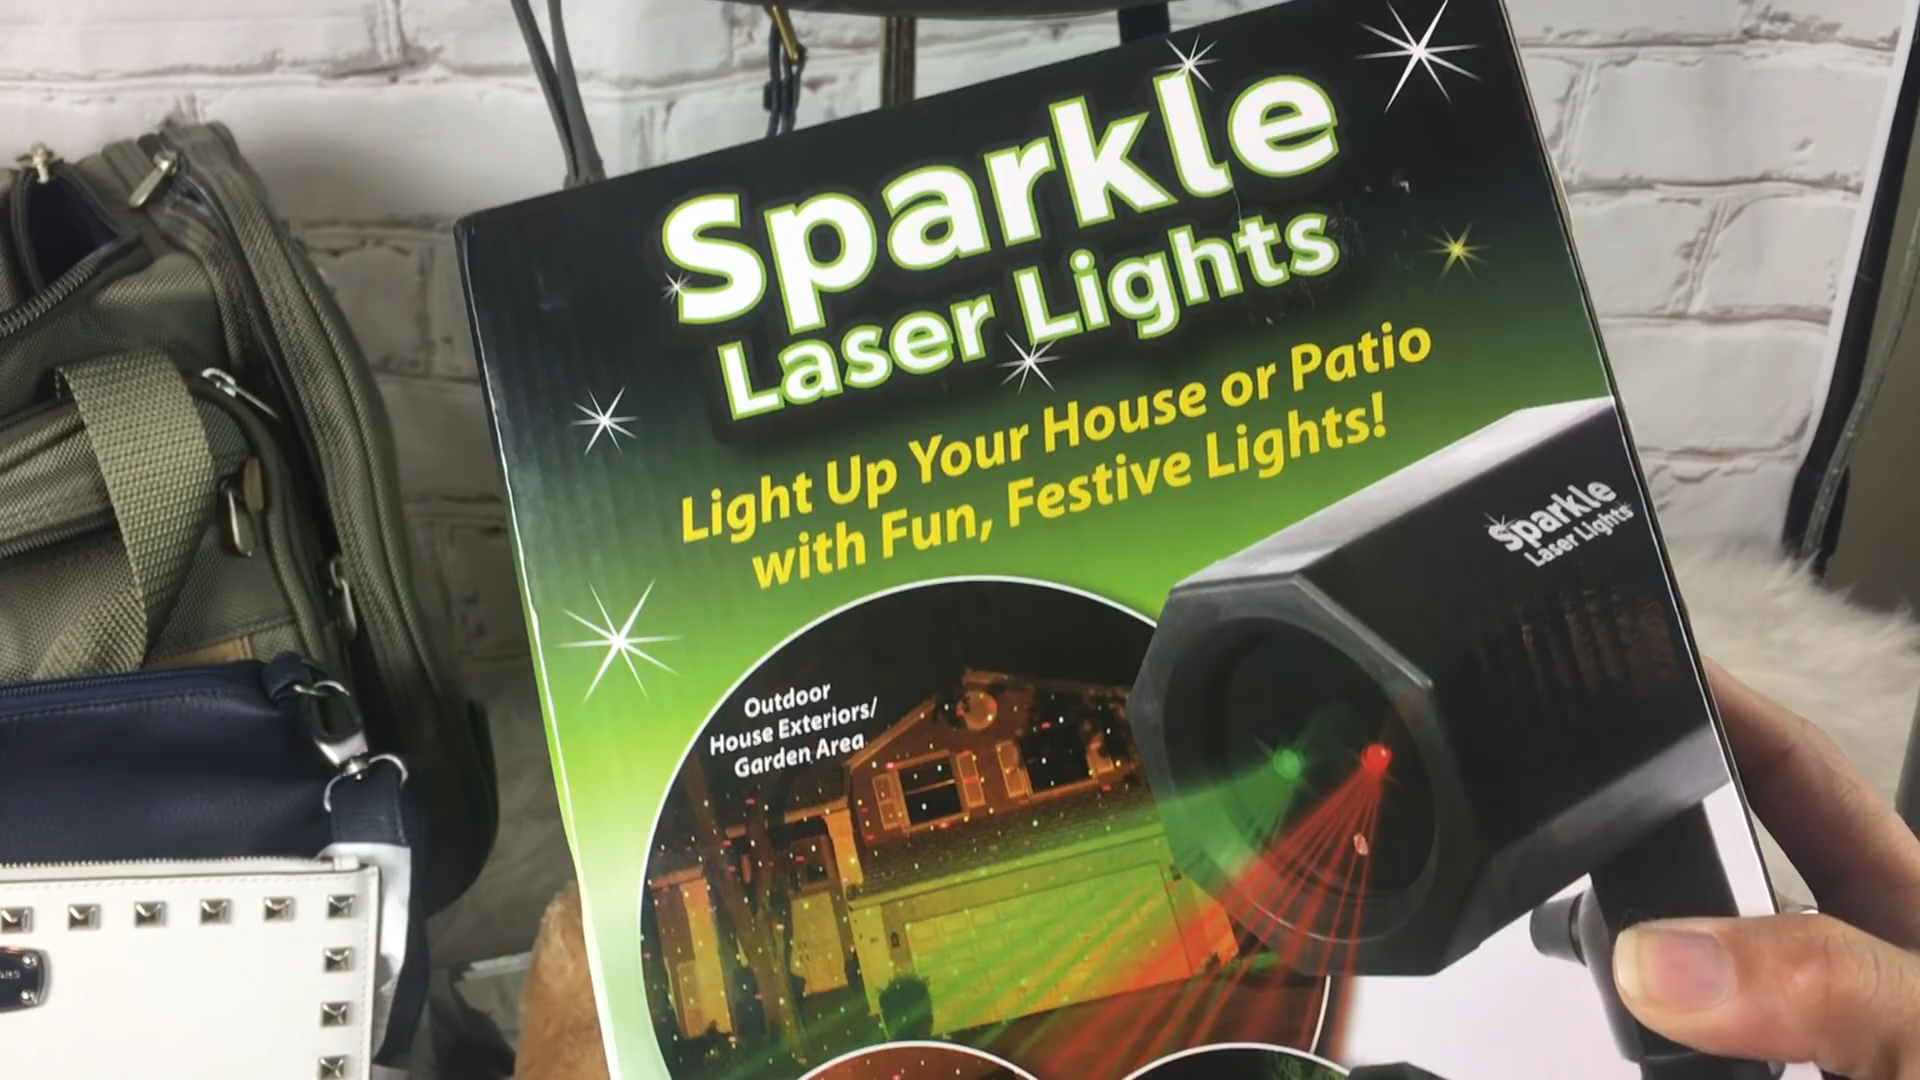 Sparkle
Laser Lights
Light Up Your House or Patio
with Fun, Festive Lights!
Sparkle
Laser Lights
Outdoor
House Exteriors/
Garden Area